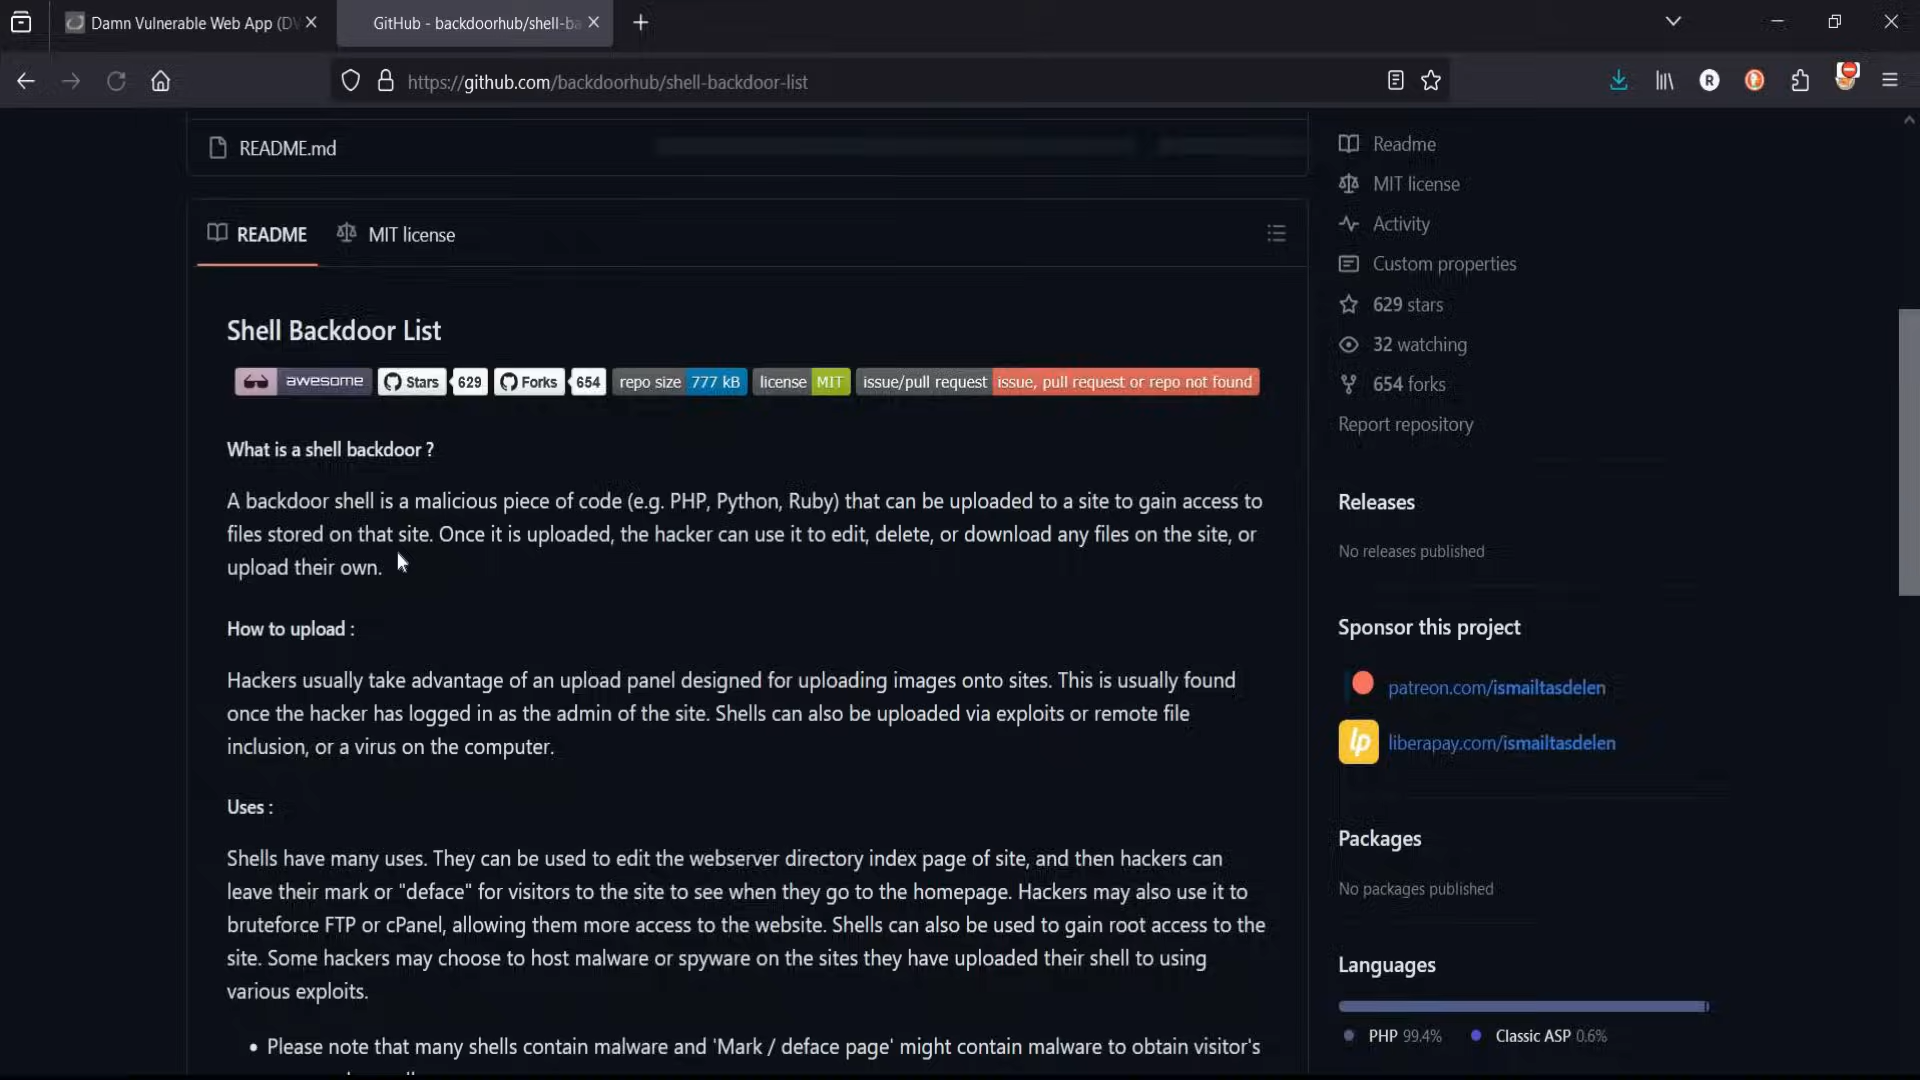 Damn Vulnerable Web App (DV
GitHub - backdoorhub/shell-ba
https://github.com/backdoorhub/shell-backdoor-list
R
README.md
README
MIT license
Shell Backdoor List
awesome Stars 629 Forks 654 repo size 777 kB license MIT issue/pull request issue, pull request or repo not found
What is a shell backdoor ?
A backdoor shell is a malicious piece of code (e.g. PHP, Python, Ruby) that can be uploaded to a site to gain access to
files stored on that site. Once it is uploaded, the hacker can use it to edit, delete, or download any files on the site, or
upload their own.
How to upload :
Hackers usually take advantage of an upload panel designed for uploading images onto sites. This is usually found
once the hacker has logged in as the admin of the site. Shells can also be uploaded via exploits or remote file
inclusion, or a virus on the computer.
Uses :
Shells have many uses. They can be used to edit the webserver directory index page of site, and then hackers can
leave their mark or "deface" for visitors to the site to see when they go to the homepage. Hackers may also use it to
bruteforce FTP or cPanel, allowing them more access to the website. Shells can also be used to gain root access to the
site. Some hackers may choose to host malware or spyware on the sites they have uploaded their shell to using
various exploits.
• Please note that many shells contain malware and 'Mark / deface page' might contain malware to obtain visitor's
Readme
MIT license
Activity
Custom properties
629 stars
32 watching
654 forks
Report repository
Releases
No releases published
Sponsor this project
patreon.com/ismailtasdelen
lp liberapay.com/ismailtasdelen
Packages
No packages published
Languages
PHP 99.4%
Classic ASP 0.6%